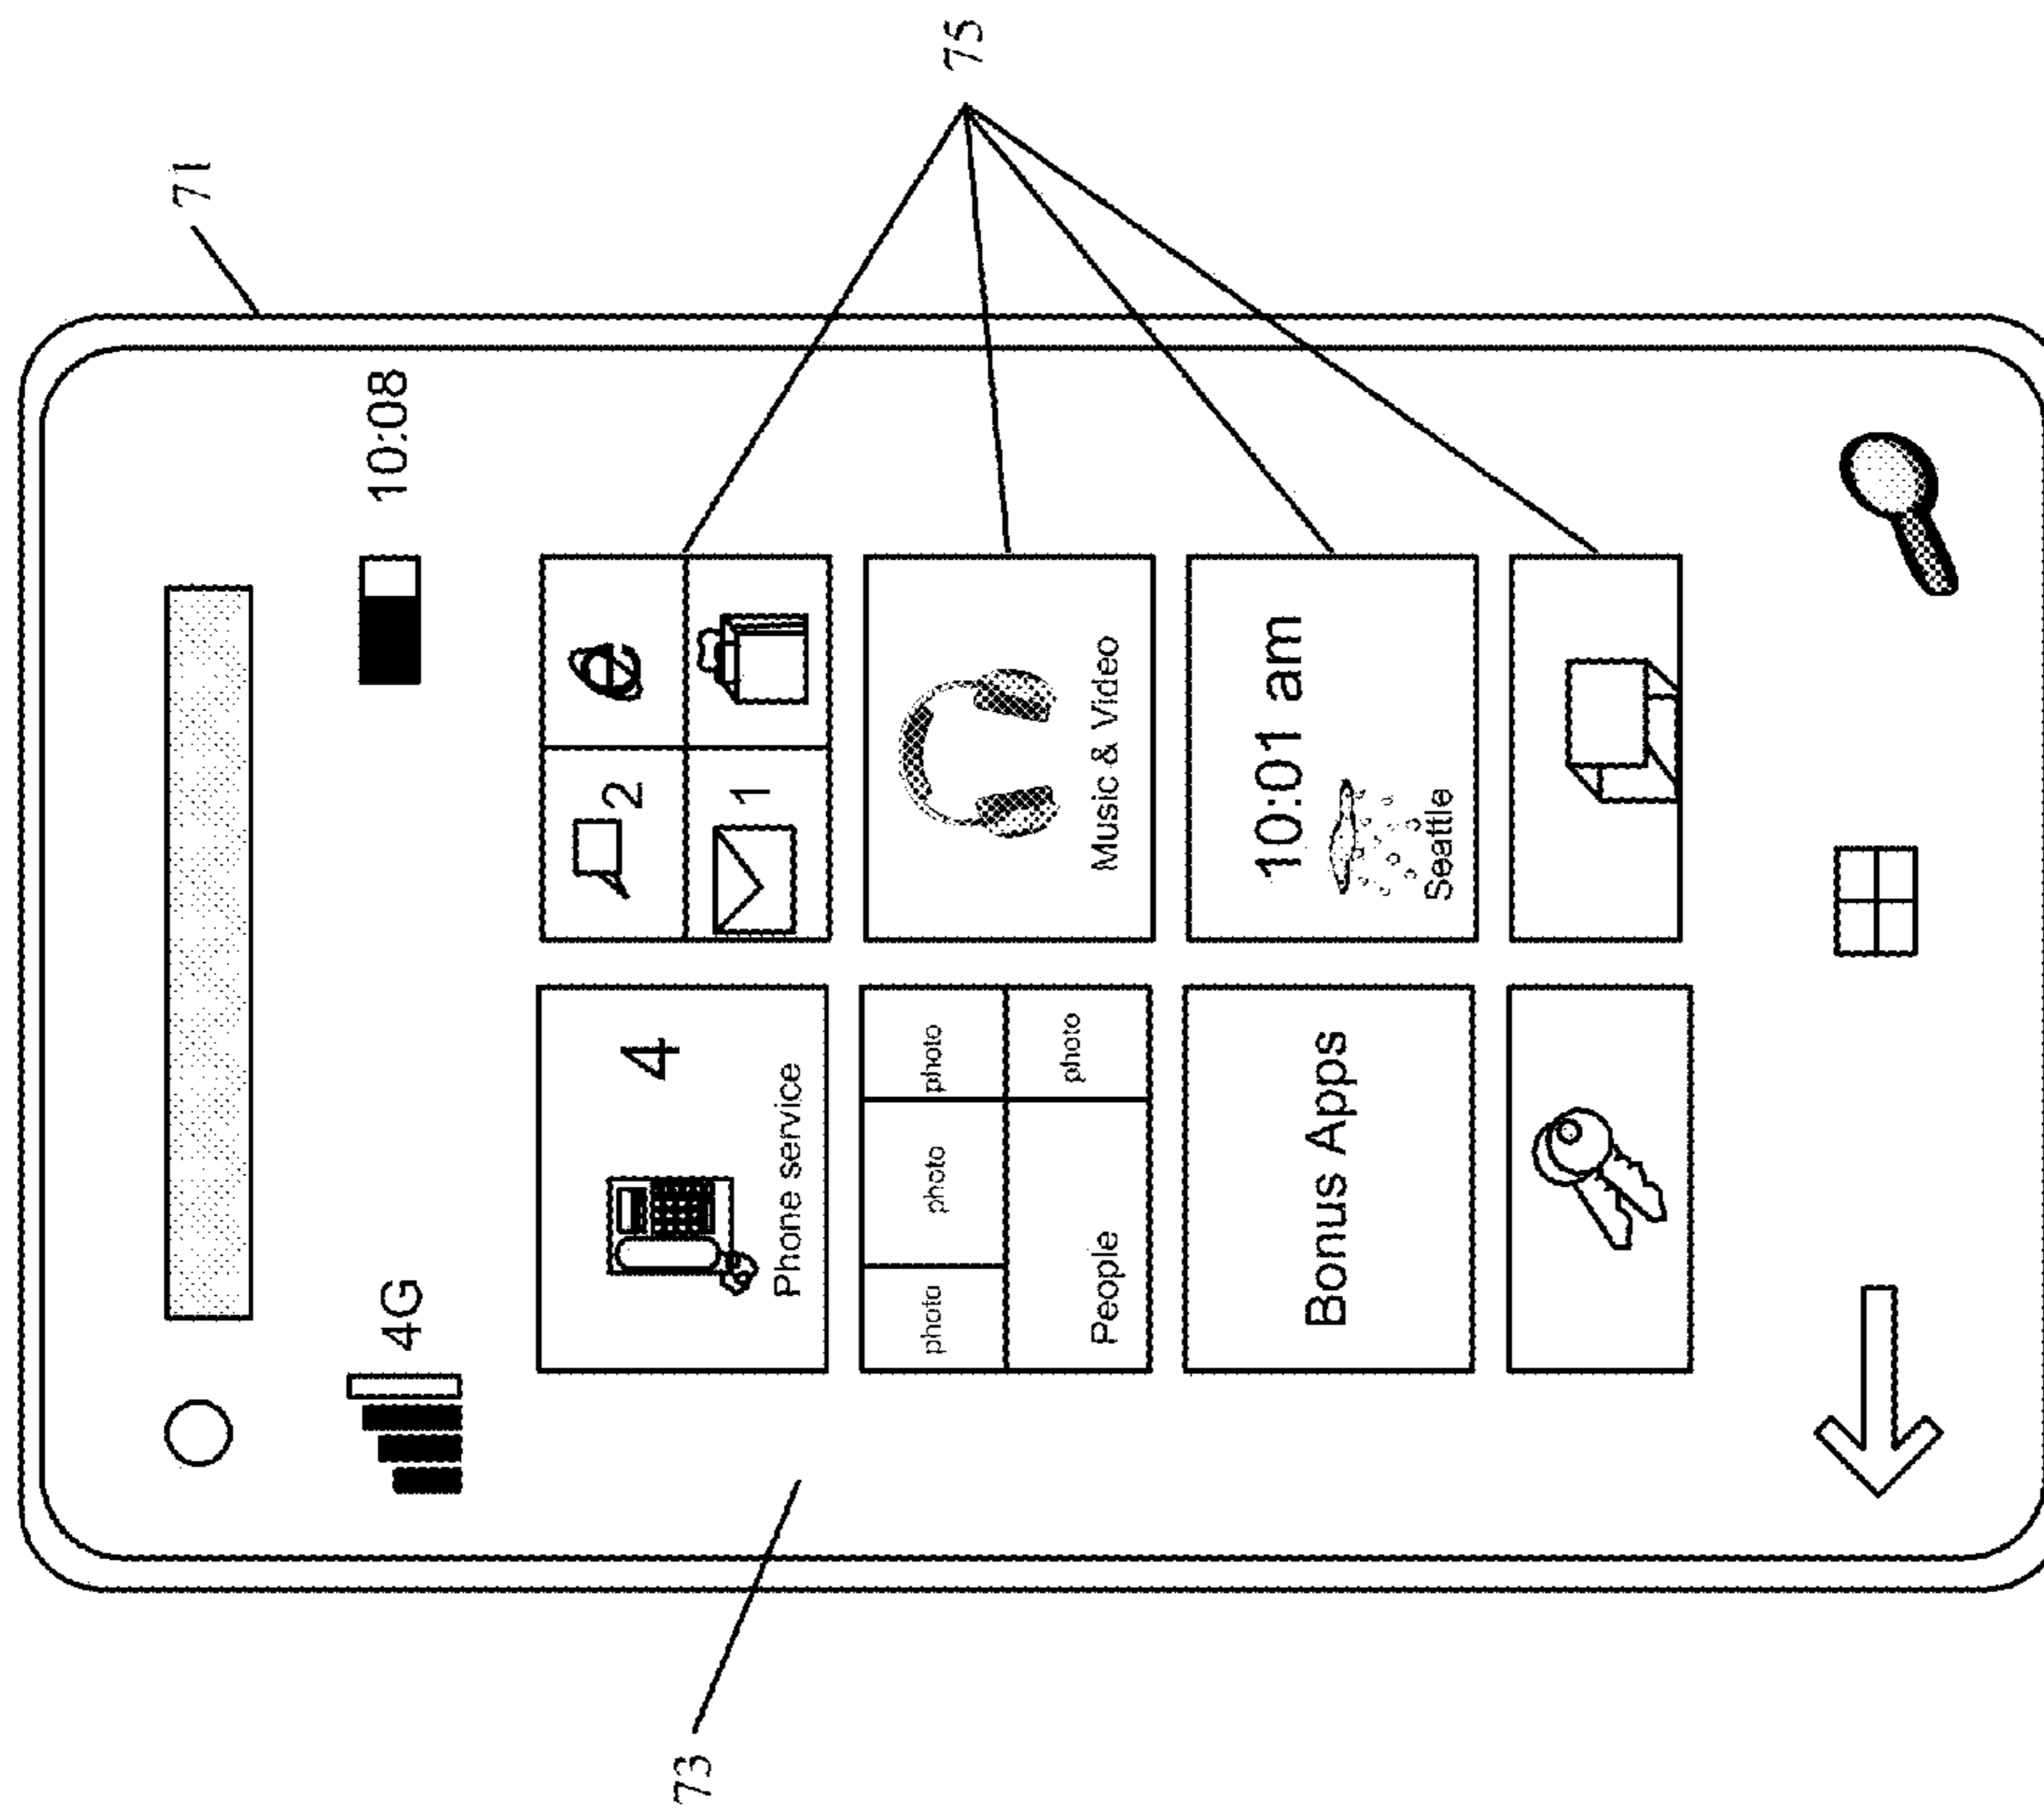 71
4G
10:08
4
Phone service
2
e
1
75
photo
photo
photo
People
photo
Music & Video
Bonus Apps
10:01 am
Seattle
73